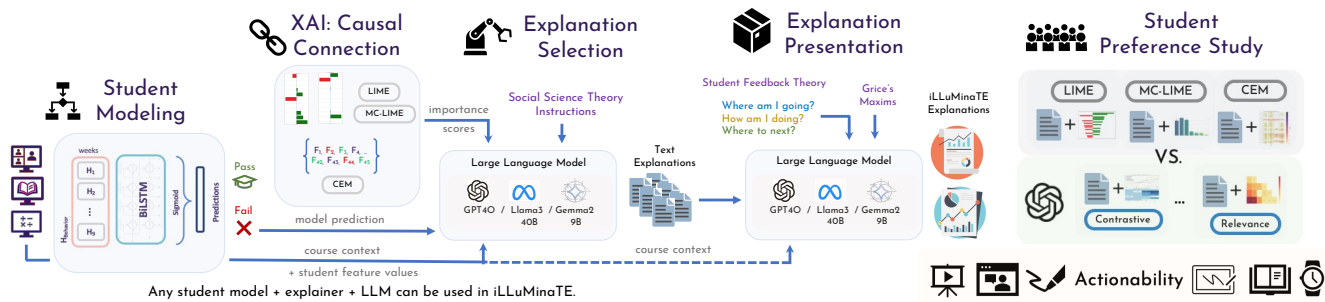 Student
Modeling
weeks
H1
H2
⋮
H9
HBehavior
BiLSTM
Sigmoid
Predictions
Pass
Fail
XAI: Causal
Connection
LIME
MC-LIME
{ F1, F2, F3, F4, ...
F42, F43, F44, F45 }
CEM
importance
scores
model prediction
course context
+ student feature values
Explanation
Selection
Social Science Theory
Instructions
Large Language Model
GPT4O / Llama3 / Gemma2
40B 9B
Text
Explanations
course context
Explanation
Presentation
Student Feedback Theory
Where am I going?
How am I doing?
Where to next?
Grice's
Maxims
Large Language Model
GPT4O / Llama3 / Gemma2
40B 9B
iLLuMinaTE
Explanations
Student
Preference Study
LIME
MC-LIME
CEM
+ + +
VS.
+ ... +
Contrastive
Relevance
Actionability
Any student model + explainer + LLM can be used in iLLuMinaTE.